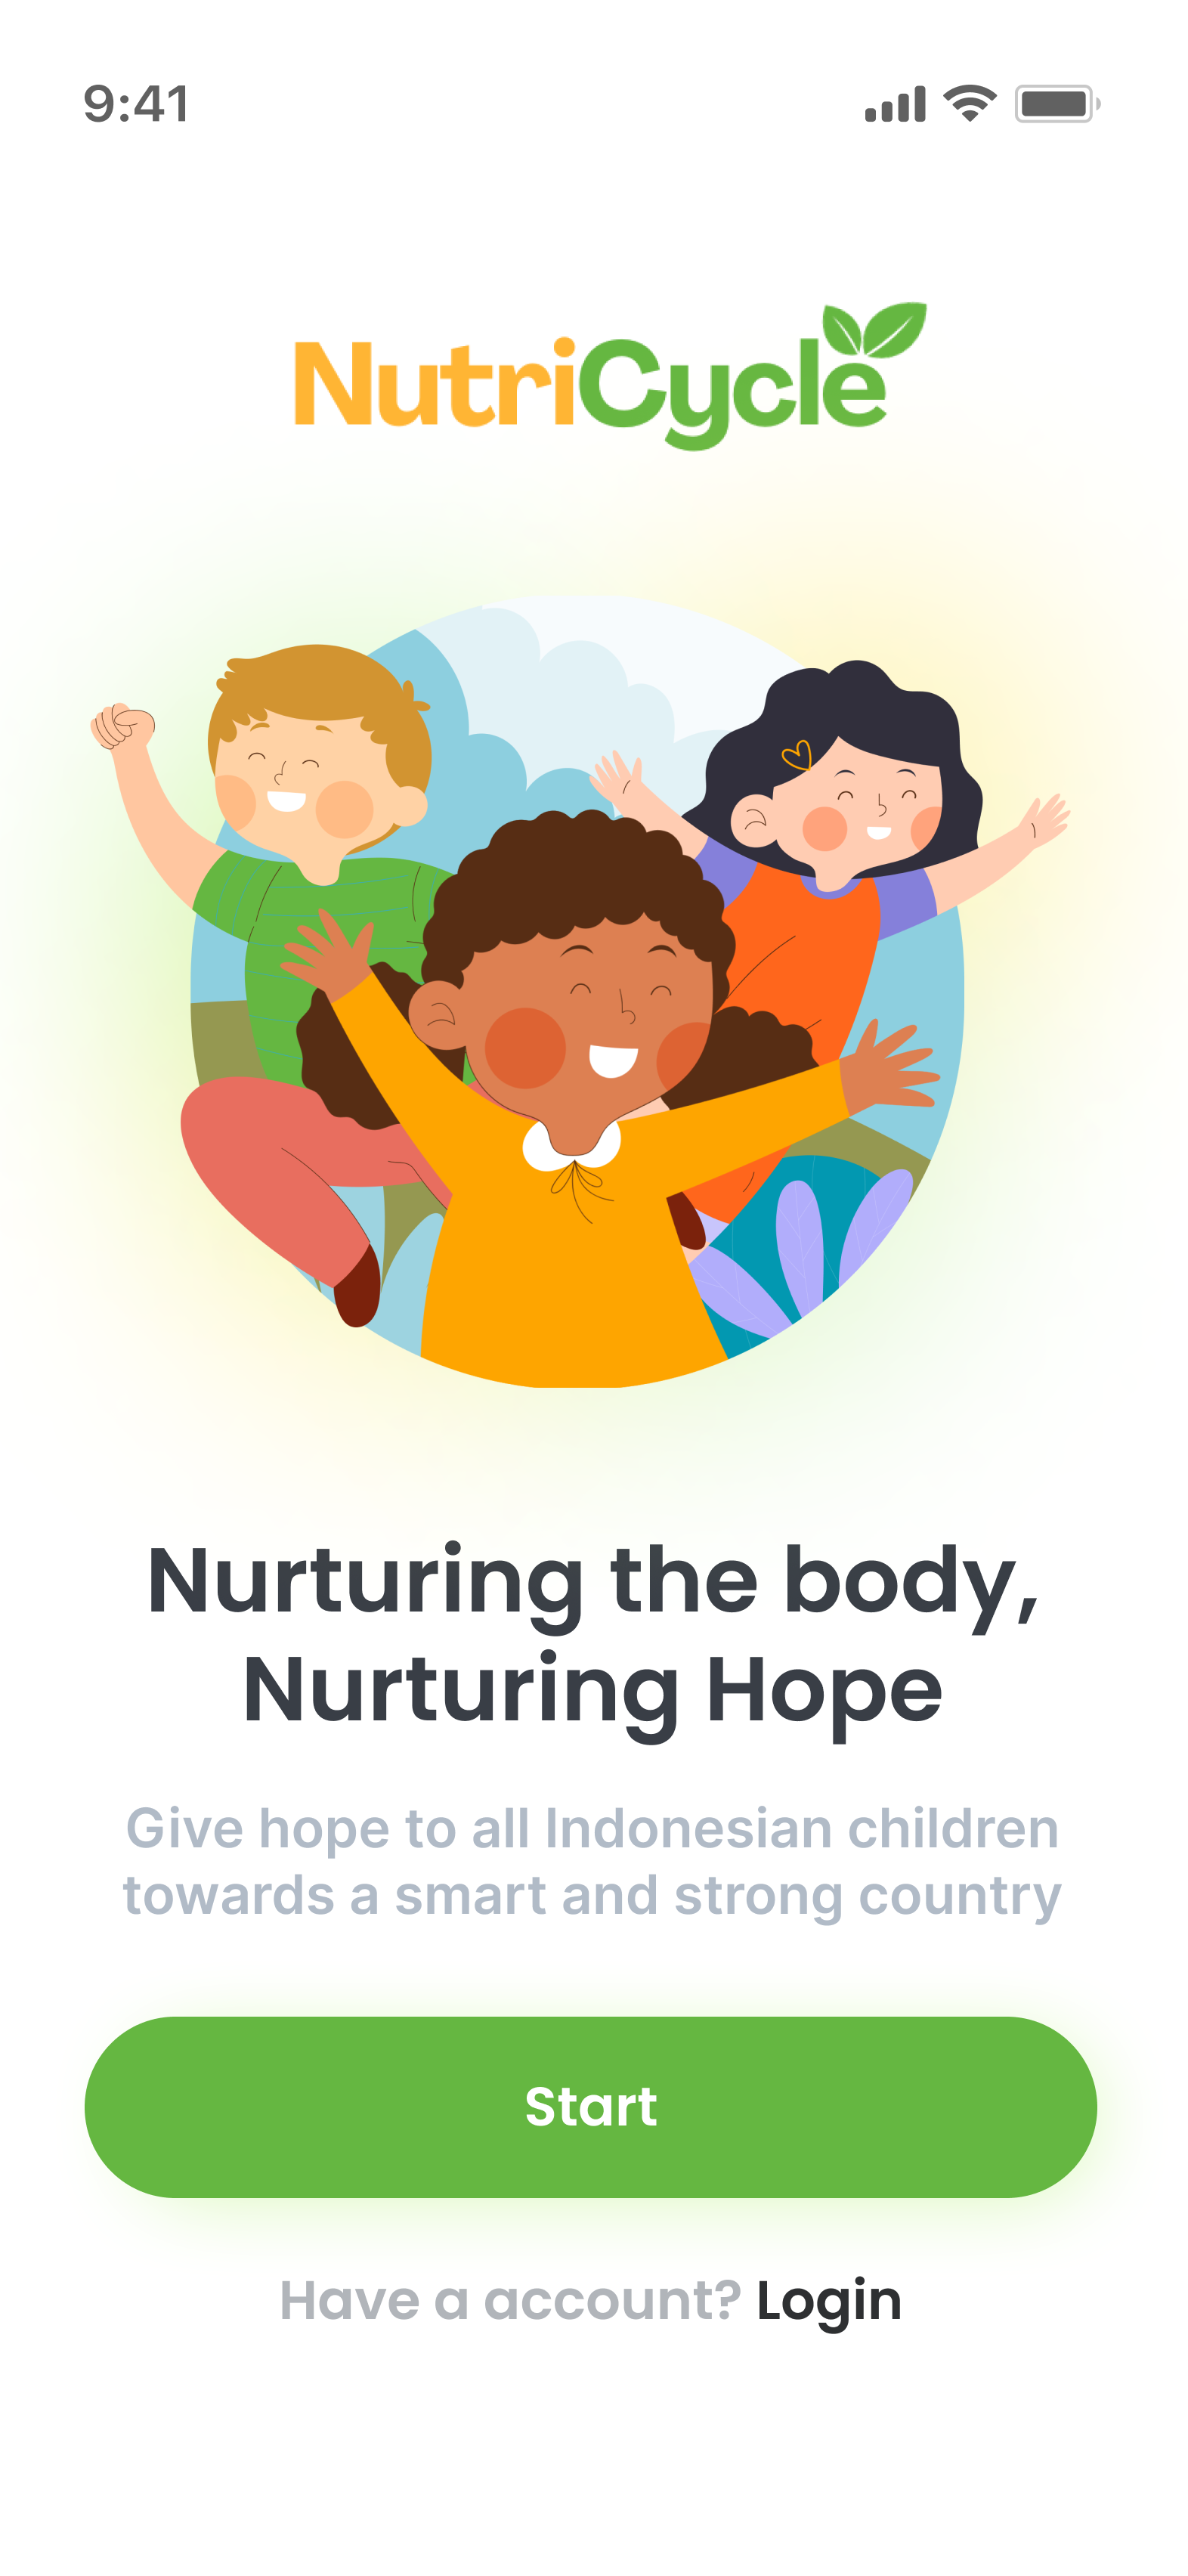 9:41
NutriCycle
Nurturing the body,
Nurturing Hope
Give hope to all Indonesian children
towards a smart and strong country
Start
Have a account? Login